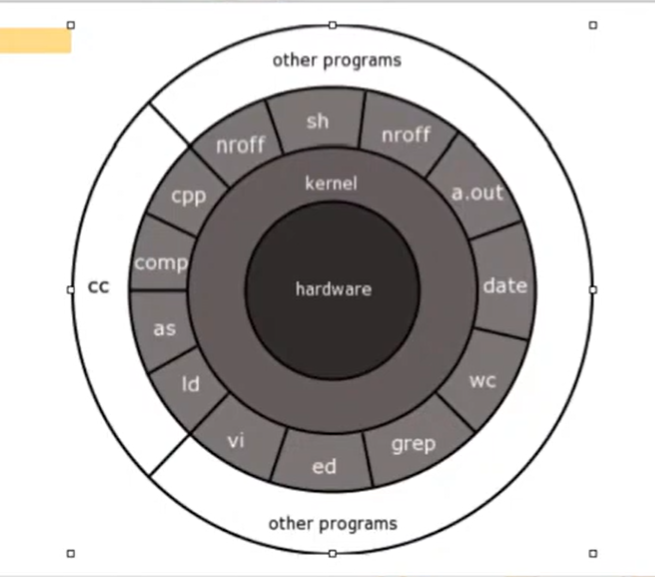 other programs
sh
nroff
nroff
kernel
cpp
a.out
comp
cc
hardware
date
as
ld
wc
vi
grep
ed
other programs